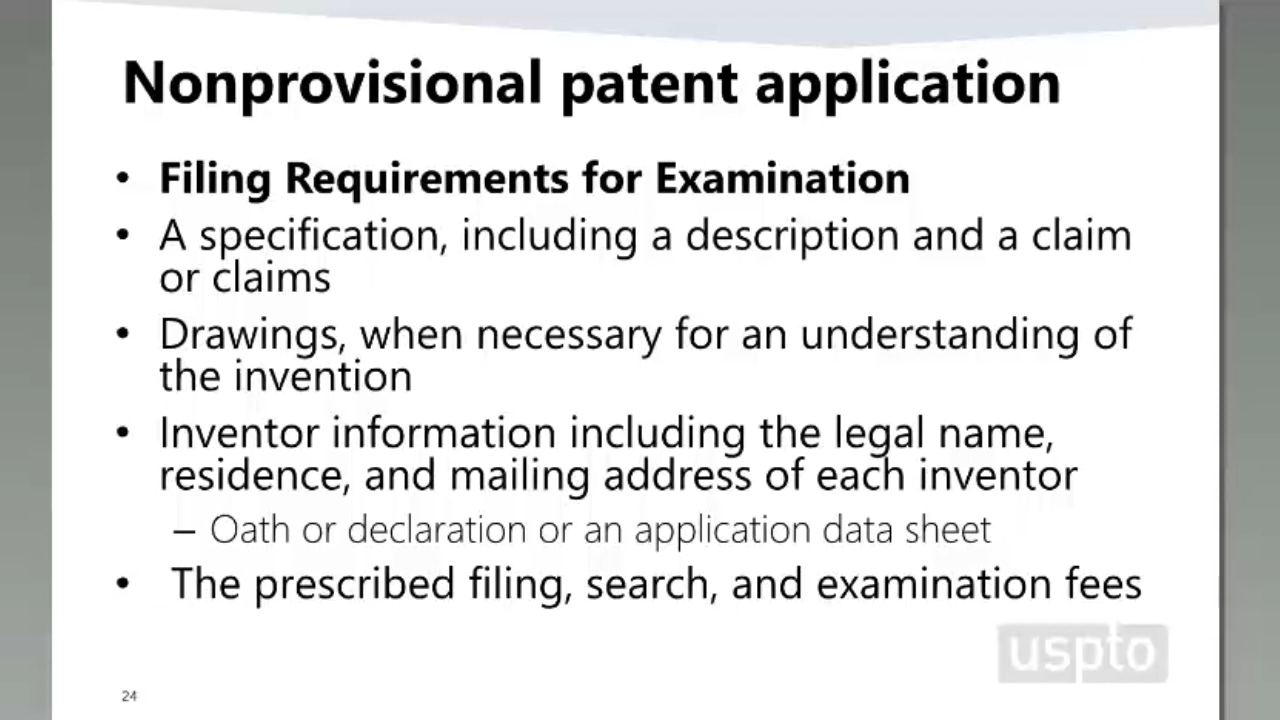 Nonprovisional patent application
• Filing Requirements for Examination
• A specification, including a description and a claim
or claims
• Drawings, when necessary for an understanding of
the invention
• Inventor information including the legal name,
residence, and mailing address of each inventor
– Oath or declaration or an application data sheet
• The prescribed filing, search, and examination fees
uspto
24